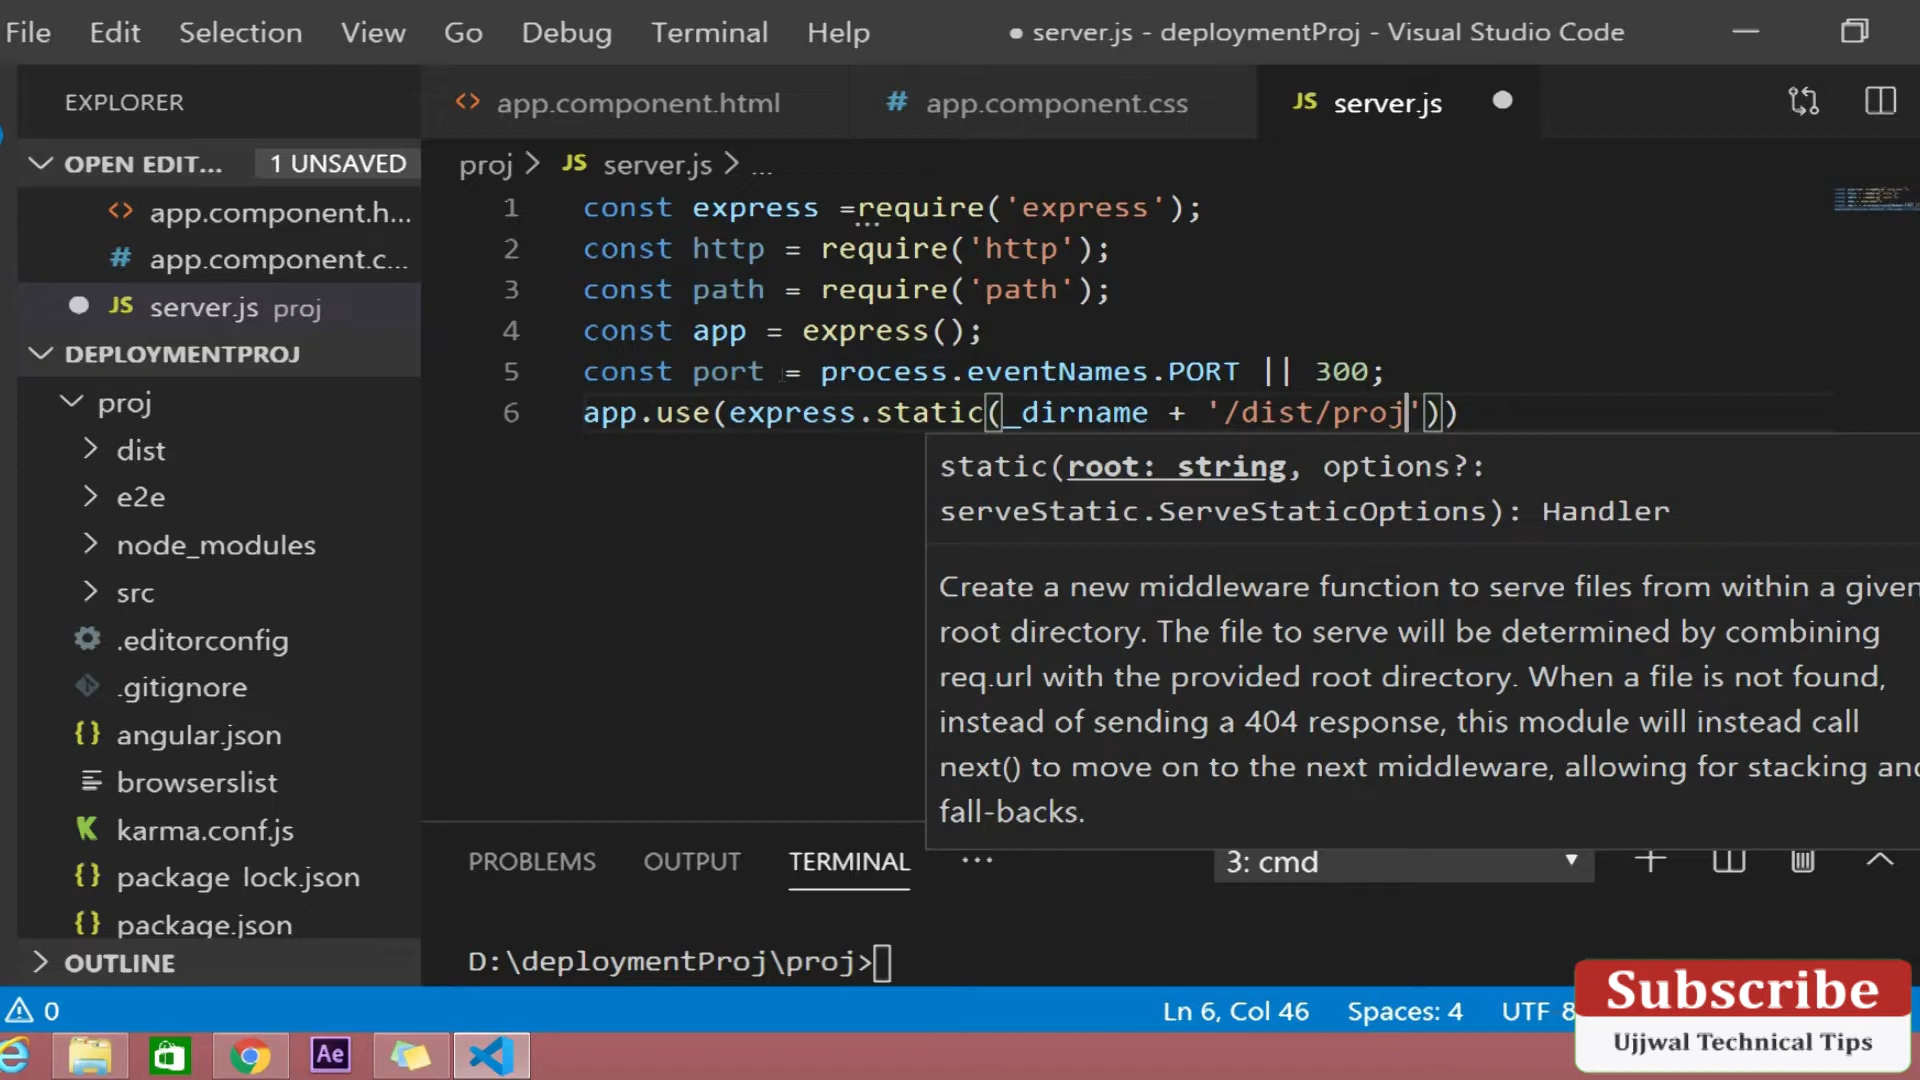 File Edit Selection View Go Debug Terminal Help ● server.js - deploymentProj - Visual Studio Code
EXPLORER
<> app.component.html # app.component.css JS server.js
OPEN EDIT... 1 UNSAVED
<> app.component.h...
# app.component.c...
JS server.js proj
DEPLOYMENTPROJ
proj
dist
e2e
node_modules
src
.editorconfig
.gitignore
{} angular.json
browserslist
karma.conf.js
{} package lock.json
{} package.json
OUTLINE
proj > JS server.js > ...
1 const express =require('express');
2 const http = require('http');
3 const path = require('path');
4 const app = express();
5 const port = process.eventNames.PORT || 300;
6 app.use(express.static(_dirname + '/dist/proj'))
static(root: string, options?:
serveStatic.ServeStaticOptions): Handler
Create a new middleware function to serve files from within a given
root directory. The file to serve will be determined by combining
req.url with the provided root directory. When a file is not found,
instead of sending a 404 response, this module will instead call
next() to move on to the next middleware, allowing for stacking and
fall-backs.
PROBLEMS OUTPUT TERMINAL ... 3: cmd
D:\deploymentProj\proj>
0 Ln 6, Col 46 Spaces: 4 UTF 8
Subscribe
Ujjwal Technical Tips
Ae